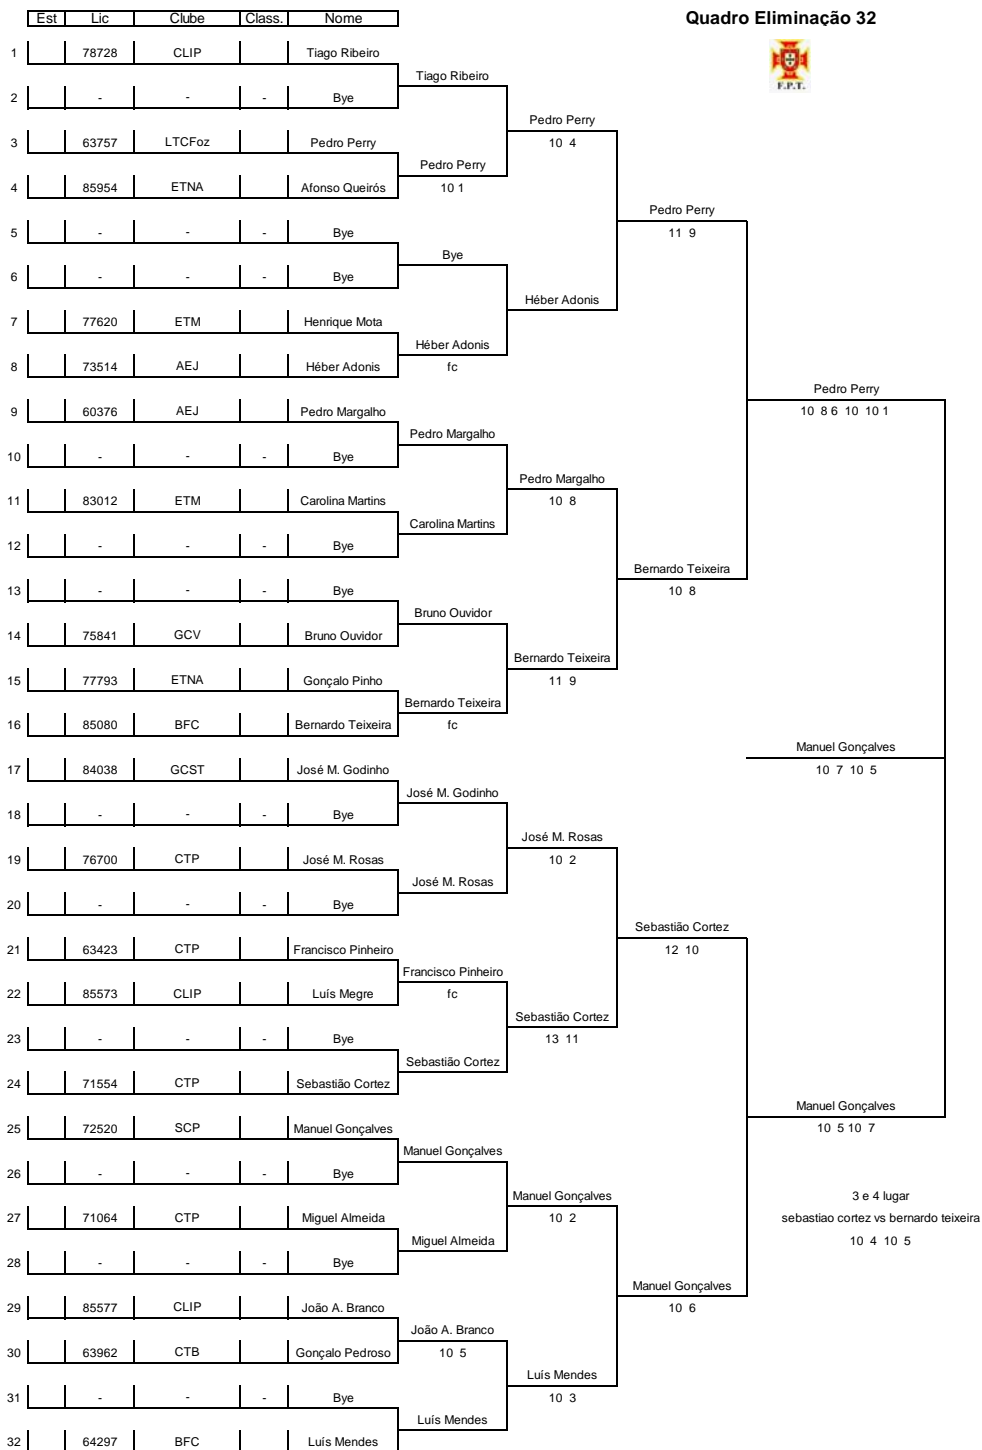 Quadro Eliminação 32
F.P.T.
Est Lic Clube Class. Nome
1 78728 CLIP Tiago Ribeiro
2 - - - Bye
3 63757 LTCFoz Pedro Perry
4 85954 ETNA Afonso Queirós
5 - - - Bye
6 - - - Bye
7 77620 ETM Henrique Mota
8 73514 AEJ Héber Adonis
9 60376 AEJ Pedro Margalho
10 - - - Bye
11 83012 ETM Carolina Martins
12 - - - Bye
13 - - - Bye
14 75841 GCV Bruno Ouvidor
15 77793 ETNA Gonçalo Pinho
16 85080 BFC Bernardo Teixeira
17 84038 GCST José M. Godinho
18 - - - Bye
19 76700 CTP José M. Rosas
20 - - - Bye
21 63423 CTP Francisco Pinheiro
22 85573 CLIP Luís Megre
23 - - - Bye
24 71554 CTP Sebastião Cortez
25 72520 SCP Manuel Gonçalves
26 - - - Bye
27 71064 CTP Miguel Almeida
28 - - - Bye
29 85577 CLIP João A. Branco
30 63962 CTB Gonçalo Pedroso
31 - - - Bye
32 64297 BFC Luís Mendes
Tiago Ribeiro
Pedro Perry
10 1
Bye
Héber Adonis
fc
Pedro Margalho
Carolina Martins
Bruno Ouvidor
Bernardo Teixeira
fc
José M. Godinho
José M. Rosas
Francisco Pinheiro
fc
Sebastião Cortez
Manuel Gonçalves
Miguel Almeida
João A. Branco
10 5
Luís Mendes
Pedro Perry
10 4
Héber Adonis
Pedro Margalho
10 8
Bernardo Teixeira
11 9
José M. Rosas
10 2
Sebastião Cortez
13 11
Manuel Gonçalves
10 2
Luís Mendes
10 3
Pedro Perry
11 9
Bernardo Teixeira
10 8
Sebastião Cortez
12 10
Manuel Gonçalves
10 6
Pedro Perry
10 8 6 10 10 1
Manuel Gonçalves
10 5 10 7
Manuel Gonçalves
10 7 10 5
3 e 4 lugar
sebastiao cortez vs bernardo teixeira
10 4 10 5